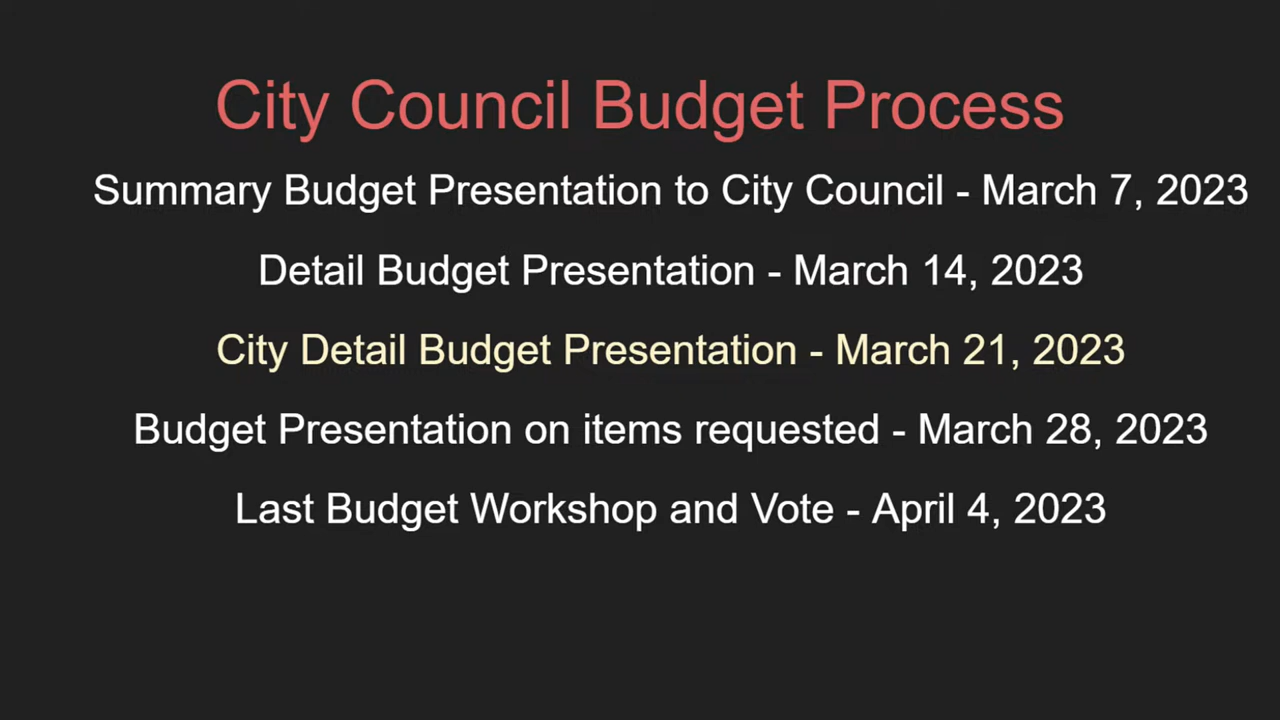 City Council Budget Process
Summary Budget Presentation to City Council - March 7, 2023
Detail Budget Presentation - March 14, 2023
City Detail Budget Presentation - March 21, 2023
Budget Presentation on items requested - March 28, 2023
Last Budget Workshop and Vote - April 4, 2023